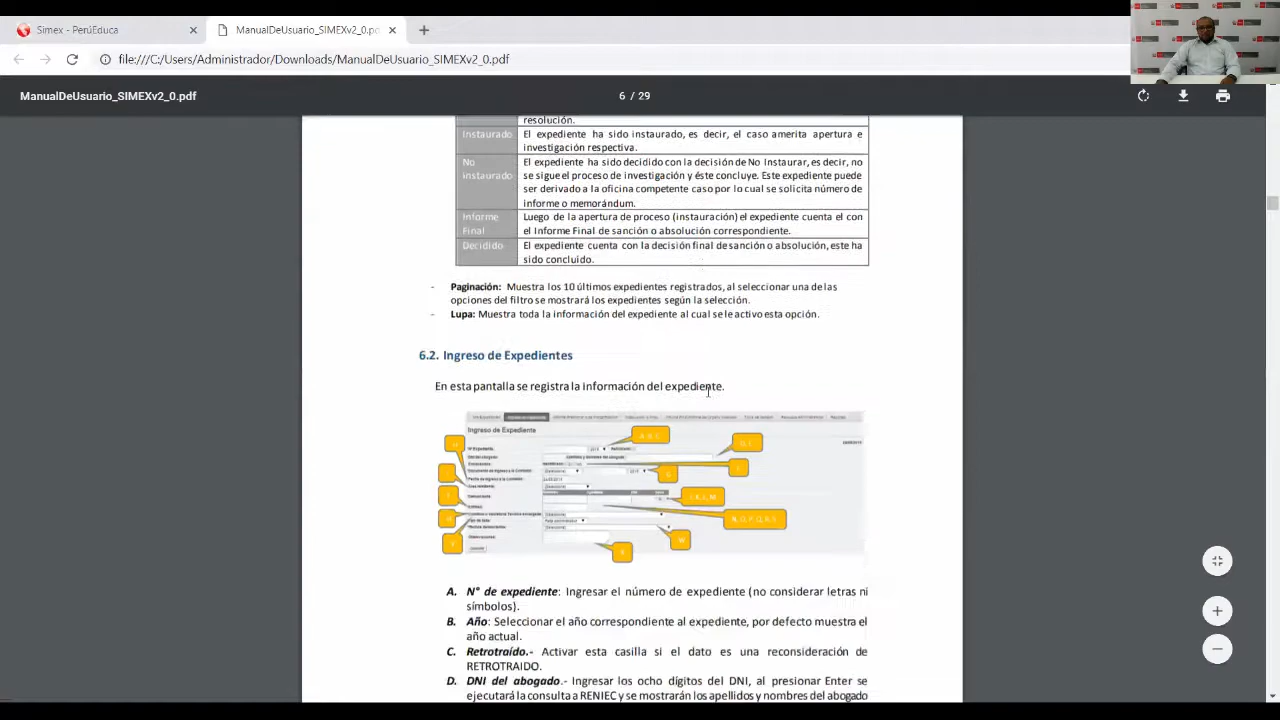 Simex - PerúEduca
ManualDeUsuario_SIMEXv2_0.pdf
file:///C:/Users/Administrador/Downloads/ManualDeUsuario_SIMEXv2_0.pdf
ManualDeUsuario_SIMEXv2_0.pdf
6 / 29
resolución.
Instaurado El expediente ha sido instaurado, es decir, el caso amerita apertura e
investigación respectiva.
No El expediente ha sido decidido con la decisión de No Instaurar, es decir, no
instaurado se sigue el proceso de investigación y éste concluye. Este expediente puede
ser derivado a la oficina competente caso por lo cual se solicita número de
informe o memorándum.
Informe Luego de la apertura de proceso (instauración) el expediente cuenta el con
Final el Informe Final de sanción o absolución correspondiente.
Decidido El expediente cuenta con la decisión final de sanción o absolución, este ha
sido concluido.
- Paginación: Muestra los 10 últimos expedientes registrados, al seleccionar una de las
opciones del filtro se mostrará los expedientes según la selección.
- Lupa: Muestra toda la información del expediente al cual se le activo esta opción.
6.2. Ingreso de Expedientes
En esta pantalla se registra la información del expediente.
Ingreso de Expediente
N° Expediente:
A. N° de expediente: Ingresar el número de expediente (no considerar letras ni
símbolos).
B. Año: Seleccionar el año correspondiente al expediente, por defecto muestra el
año actual.
C. Retrotraído.- Activar esta casilla si el dato es una reconsideración de
RETROTRAIDO.
D. DNI del abogado.- Ingresar los ocho dígitos del DNI, al presionar Enter se
ejecutará la consulta a RENIEC y se mostrarán los apellidos y nombres del abogado